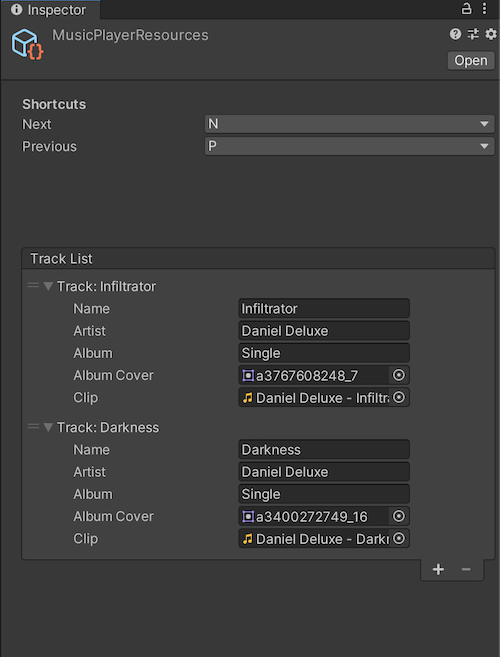 Inspector
MusicPlayerResources
Open
Shortcuts
Next N
Previous P
Track List
Track: Infiltrator
Name Infiltrator
Artist Daniel Deluxe
Album Single
Album Cover a3767608248_7
Clip Daniel Deluxe - Infiltra
Track: Darkness
Name Darkness
Artist Daniel Deluxe
Album Single
Album Cover a3400272749_16
Clip Daniel Deluxe - Darkn